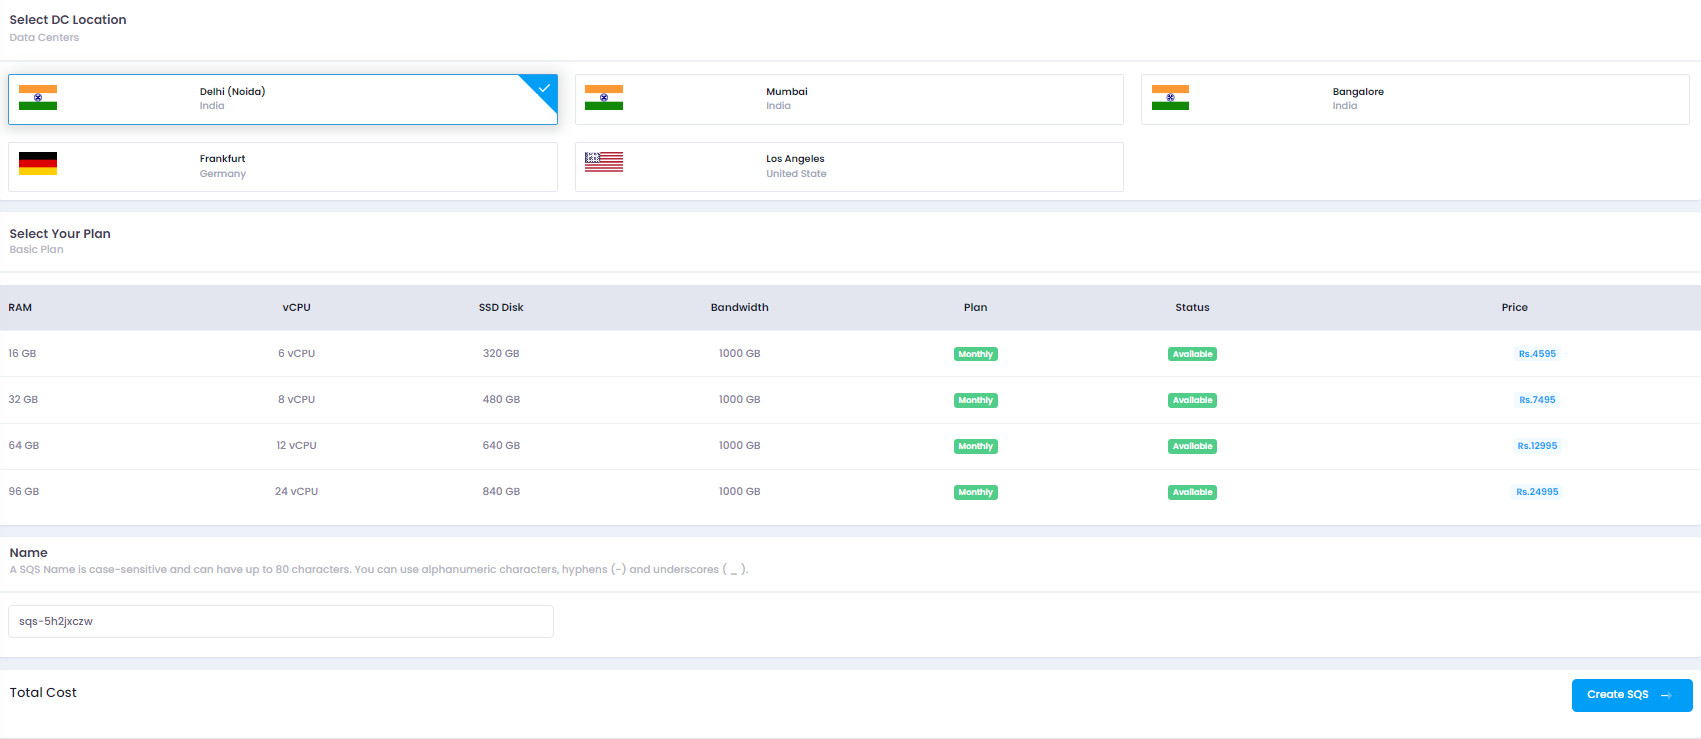 Select DC Location
Data Centers
Delhi (Noida)
India
Mumbai
India
Bangalore
India
Frankfurt
Germany
Los Angeles
United State
Select Your Plan
Basic Plan
RAM vCPU SSD Disk Bandwidth Plan Status Price
16 GB 6 vCPU 320 GB 1000 GB Monthly Available Rs.4595
32 GB 8 vCPU 480 GB 1000 GB Monthly Available Rs.7495
64 GB 12 vCPU 640 GB 1000 GB Monthly Available Rs.12995
96 GB 24 vCPU 840 GB 1000 GB Monthly Available Rs.24995
Name
A SQS Name is case-sensitive and can have up to 80 characters. You can use alphanumeric characters, hyphens (-) and underscores ( _ ).
sqs-5h2jxczw
Total Cost
Create SQS →